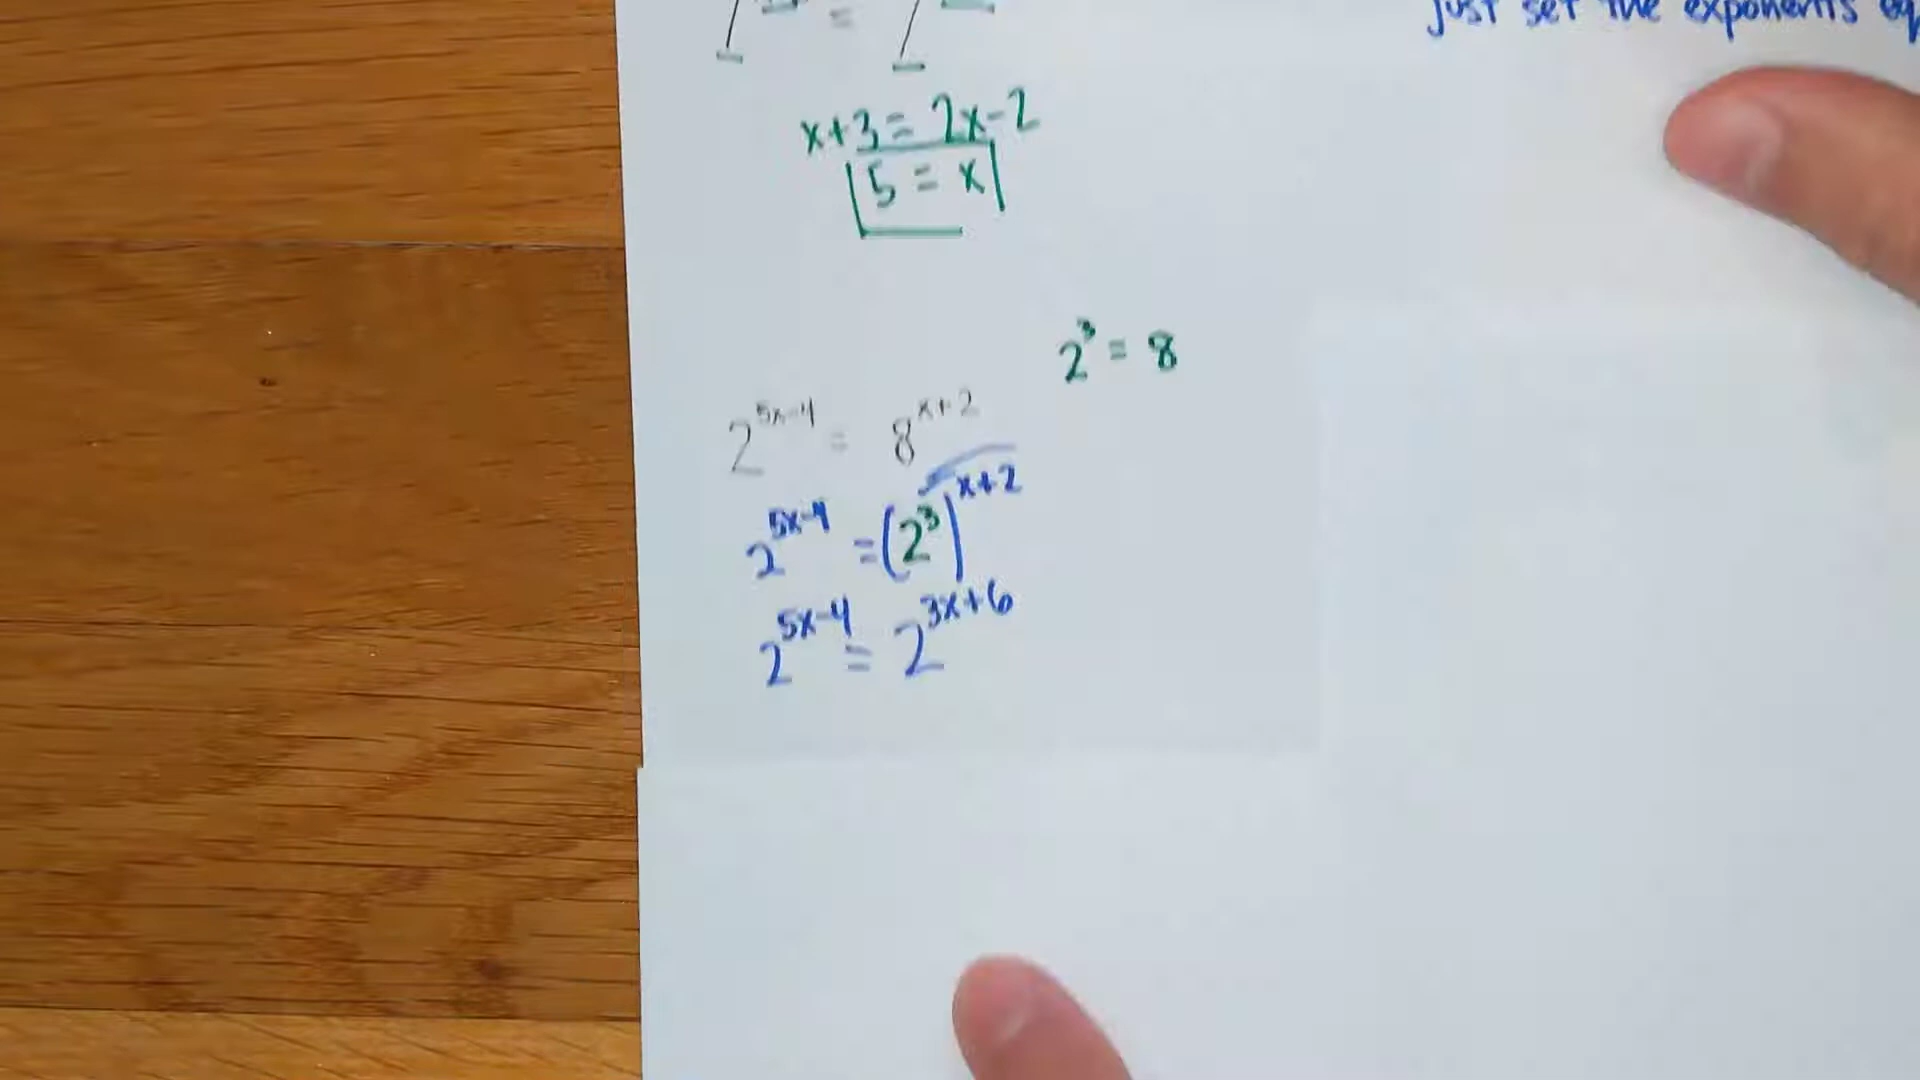 just set the exponents eq
=
x+3 = 2x-2
5 = x
2³ = 8
2^(5x-4) = 8^(x+2)
2^(5x-4) = (2³)^(x+2)
2^(5x-4) = 2^(3x+6)